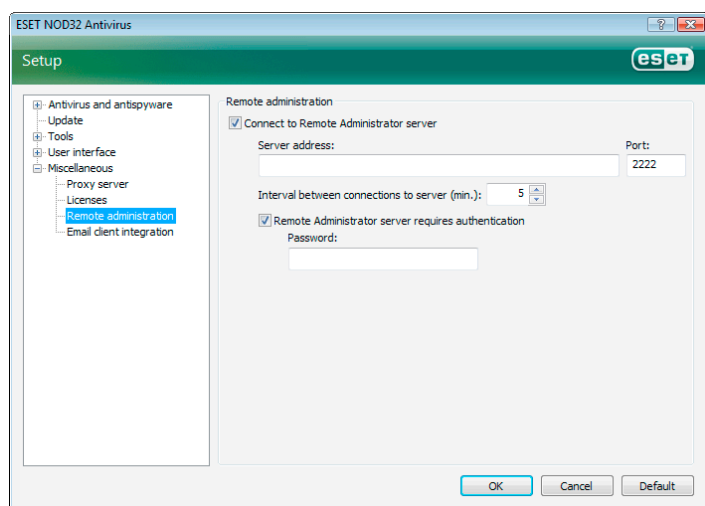 ESET NOD32 Antivirus
?
Setup
eseT
Antivirus and antispyware
Update
Tools
User interface
Miscellaneous
Proxy server
Licenses
Remote administration
Email client integration
Remote administration
Connect to Remote Administrator server
Server address:
Port:
2222
Interval between connections to server (min.): 5
Remote Administrator server requires authentication
Password:
OK Cancel Default